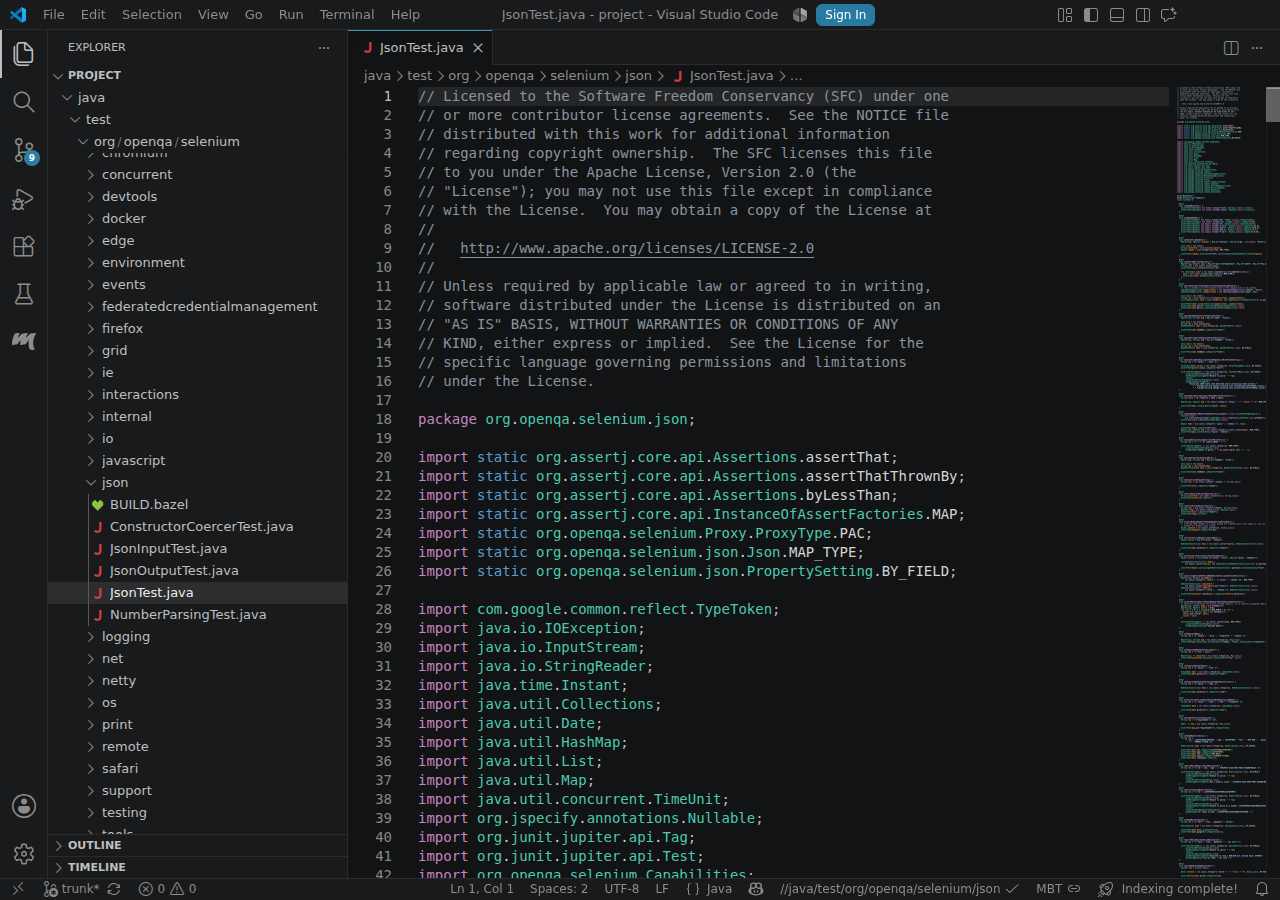 File Edit Selection View Go Run Terminal Help
JsonTest.java - project - Visual Studio Code
Sign In
EXPLORER
PROJECT
java
test
org/openqa/selenium
chromium
concurrent
devtools
docker
edge
environment
events
federatedcredentialmanagement
firefox
grid
ie
interactions
internal
io
javascript
json
BUILD.bazel
ConstructorCoercerTest.java
JsonInputTest.java
JsonOutputTest.java
JsonTest.java
NumberParsingTest.java
logging
net
netty
os
print
remote
safari
support
testing
tools
OUTLINE
TIMELINE
9
JsonTest.java
java > test > org > openqa > selenium > json > JsonTest.java > ...
1 // Licensed to the Software Freedom Conservancy (SFC) under one
2 // or more contributor license agreements.  See the NOTICE file
3 // distributed with this work for additional information
4 // regarding copyright ownership.  The SFC licenses this file
5 // to you under the Apache License, Version 2.0 (the
6 // "License"); you may not use this file except in compliance
7 // with the License.  You may obtain a copy of the License at
8 //
9 //   http://www.apache.org/licenses/LICENSE-2.0
10 //
11 // Unless required by applicable law or agreed to in writing,
12 // software distributed under the License is distributed on an
13 // "AS IS" BASIS, WITHOUT WARRANTIES OR CONDITIONS OF ANY
14 // KIND, either express or implied.  See the License for the
15 // specific language governing permissions and limitations
16 // under the License.
17
18 package org.openqa.selenium.json;
19
20 import static org.assertj.core.api.Assertions.assertThat;
21 import static org.assertj.core.api.Assertions.assertThatThrownBy;
22 import static org.assertj.core.api.Assertions.byLessThan;
23 import static org.assertj.core.api.InstanceOfAssertFactories.MAP;
24 import static org.openqa.selenium.Proxy.ProxyType.PAC;
25 import static org.openqa.selenium.json.Json.MAP_TYPE;
26 import static org.openqa.selenium.json.PropertySetting.BY_FIELD;
27
28 import com.google.common.reflect.TypeToken;
29 import java.io.IOException;
30 import java.io.InputStream;
31 import java.io.StringReader;
32 import java.time.Instant;
33 import java.util.Collections;
34 import java.util.Date;
35 import java.util.HashMap;
36 import java.util.List;
37 import java.util.Map;
38 import java.util.concurrent.TimeUnit;
39 import org.jspecify.annotations.Nullable;
40 import org.junit.jupiter.api.Tag;
41 import org.junit.jupiter.api.Test;
42 import org.openqa.selenium.Capabilities;
trunk* 0 0 Ln 1, Col 1 Spaces: 2 UTF-8 LF { } Java //java/test/org/openqa/selenium/json MBT Indexing complete!